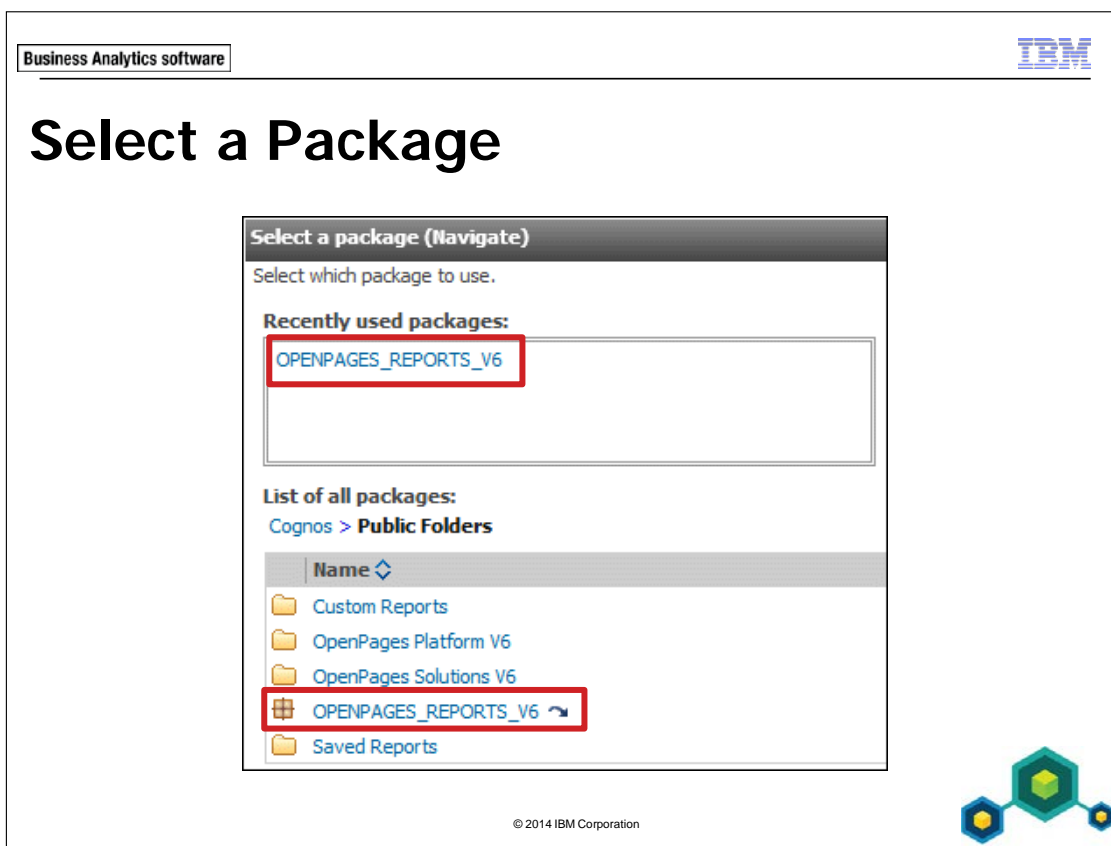 Business Analytics software
IBM
Select a Package
Select a package (Navigate)
Select which package to use.
Recently used packages:
OPENPAGES_REPORTS_V6
List of all packages:
Cognos > Public Folders
Name
Custom Reports
OpenPages Platform V6
OpenPages Solutions V6
OPENPAGES_REPORTS_V6
Saved Reports
© 2014 IBM Corporation